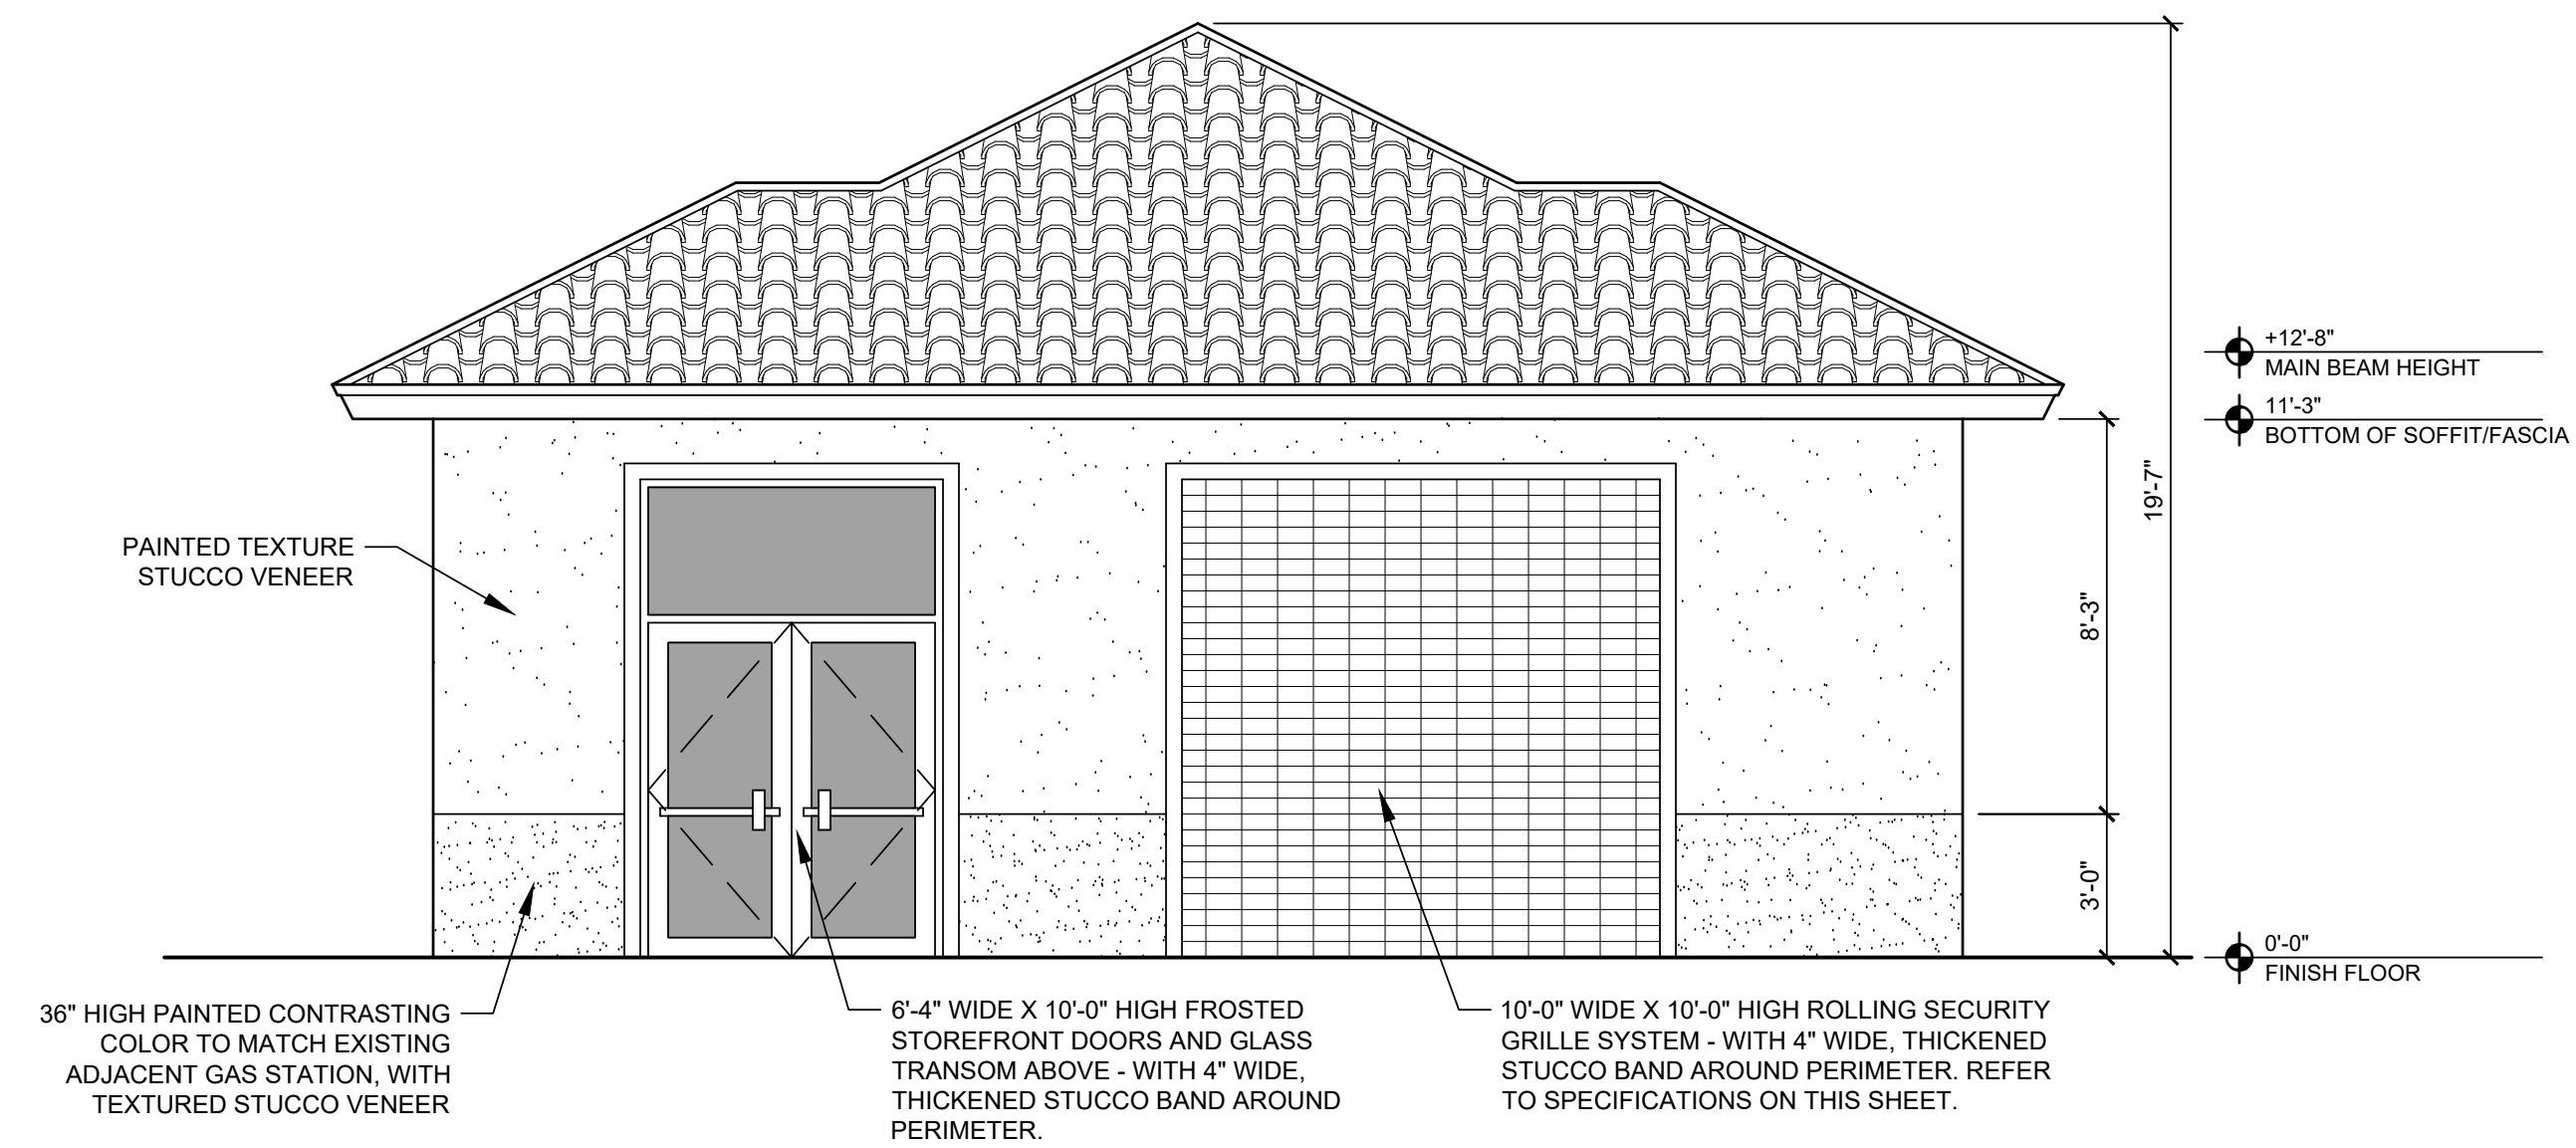 +12'-8"
MAIN BEAM HEIGHT
11'-3"
BOTTOM OF SOFFIT/FASCIA
19'-7"
PAINTED TEXTURE
STUCCO VENEER
8'-3"
3'-0"
0'-0"
FINISH FLOOR
36" HIGH PAINTED CONTRASTING
COLOR TO MATCH EXISTING
ADJACENT GAS STATION, WITH
TEXTURED STUCCO VENEER
6'-4" WIDE X 10'-0" HIGH FROSTED
STOREFRONT DOORS AND GLASS
TRANSOM ABOVE - WITH 4" WIDE,
THICKENED STUCCO BAND AROUND
PERIMETER.
10'-0" WIDE X 10'-0" HIGH ROLLING SECURITY
GRILLE SYSTEM - WITH 4" WIDE, THICKENED
STUCCO BAND AROUND PERIMETER. REFER
TO SPECIFICATIONS ON THIS SHEET.